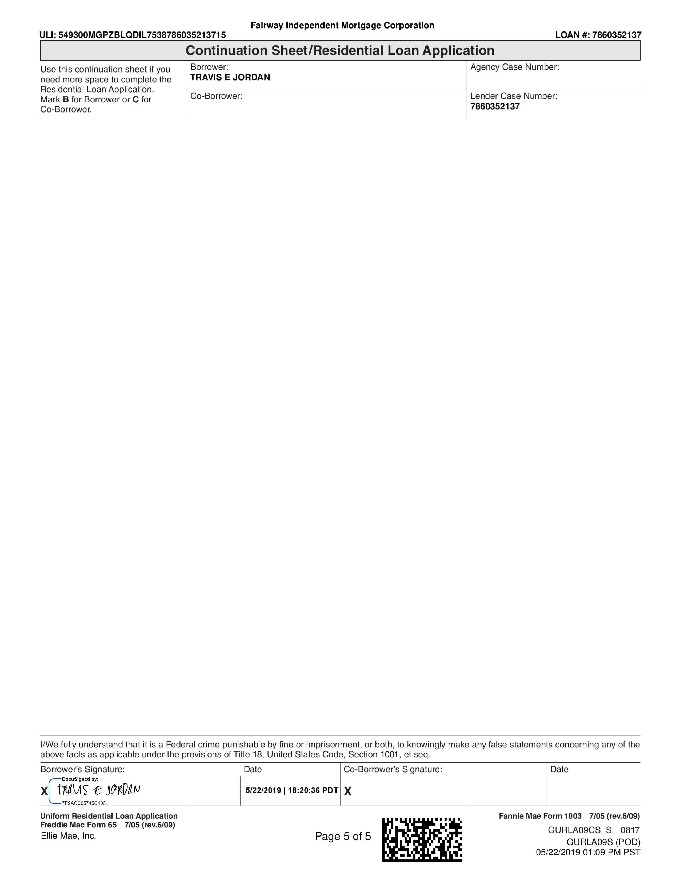 Fairway Independent Mortgage Corporation
ULI: 549300MGPZBLQDIL7538786035213715 LOAN #: 7860352137
Continuation Sheet/Residential Loan Application
Use this continuation sheet if you
need more space to complete the
Residential Loan Application.
Mark B for Borrower or C for
Co-Borrower.
Borrower:
TRAVIS E JORDAN
Agency Case Number:
Co-Borrower:
Lender Case Number:
7860352137
I/We fully understand that it is a Federal crime punishable by fine or imprisonment, or both, to knowingly make any false statements concerning any of the
above facts as applicable under the provisions of Title 18, United States Code, Section 1001, et seq.
Borrower's Signature: Date Co-Borrower's Signature: Date
DocuSigned by:
X TRAVIS E JORDAN 5/22/2019 | 18:20:36 PDT X
Uniform Residential Loan Application
Freddie Mac Form 65 7/05 (rev.6/09)
Ellie Mae, Inc.
Page 5 of 5
Fannie Mae Form 1003 7/05 (rev.6/09)
GURLA09CS_S 0817
GURLA09S (POD)
05/22/2019 01:09 PM PST